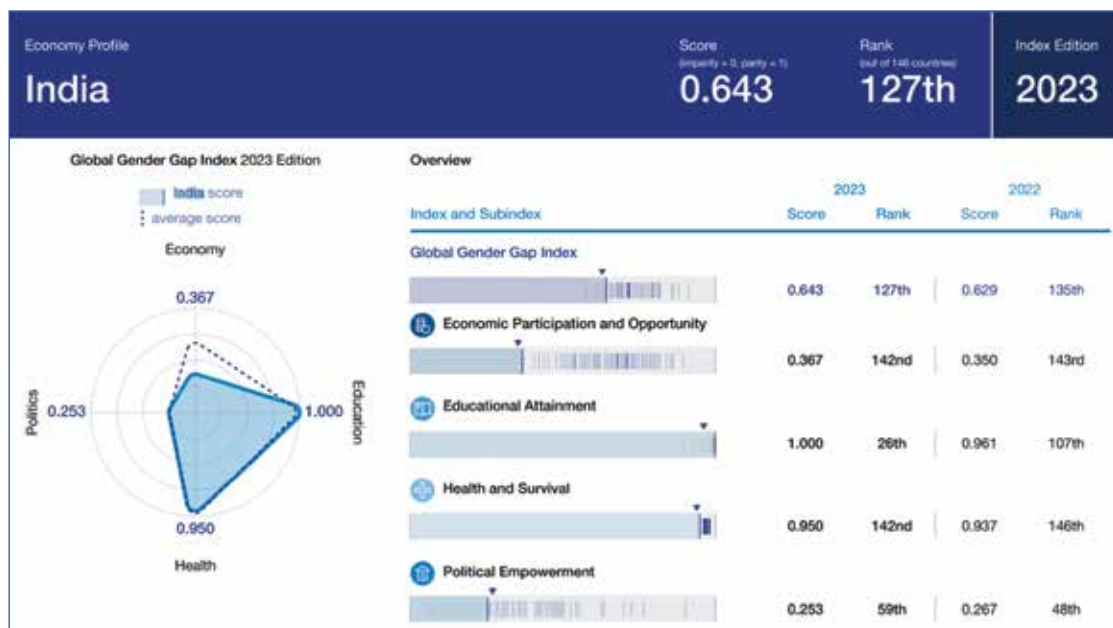 Economy Profile
India
Score
(imparity = 0, parity = 1)
0.643
Rank
(out of 146 countries)
127th
Index Edition
2023
Global Gender Gap Index 2023 Edition
India score
average score
Economy
0.367
Politics
0.253
1.000
Education
0.950
Health
Overview
2023 2022
Index and Subindex Score Rank Score Rank
Global Gender Gap Index
0.643 127th 0.629 135th
Economic Participation and Opportunity
0.367 142nd 0.350 143rd
Educational Attainment
1.000 26th 0.961 107th
Health and Survival
0.950 142nd 0.937 146th
Political Empowerment
0.253 59th 0.267 48th